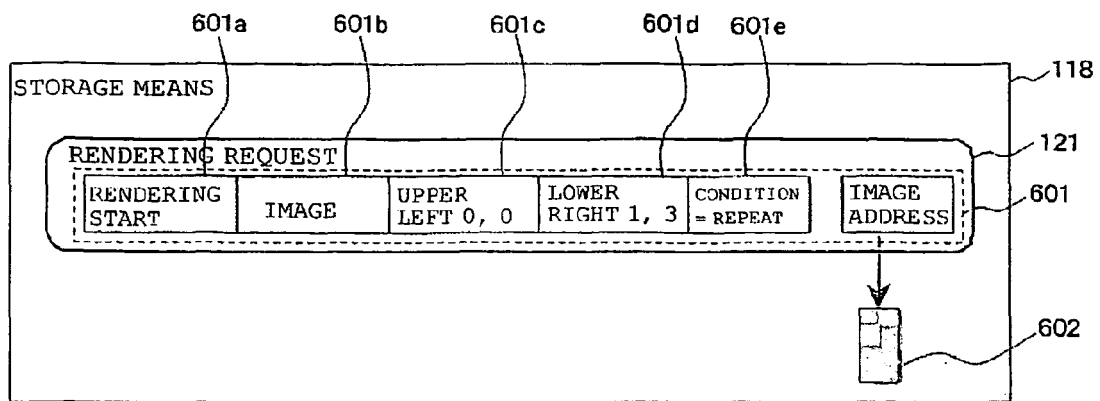 601a 601b 601c 601d 601e
118
STORAGE MEANS
121
RENDERING REQUEST
601
RENDERING
START
IMAGE
UPPER
LEFT 0, 0
LOWER
RIGHT 1, 3
CONDITION
= REPEAT
IMAGE
ADDRESS
602